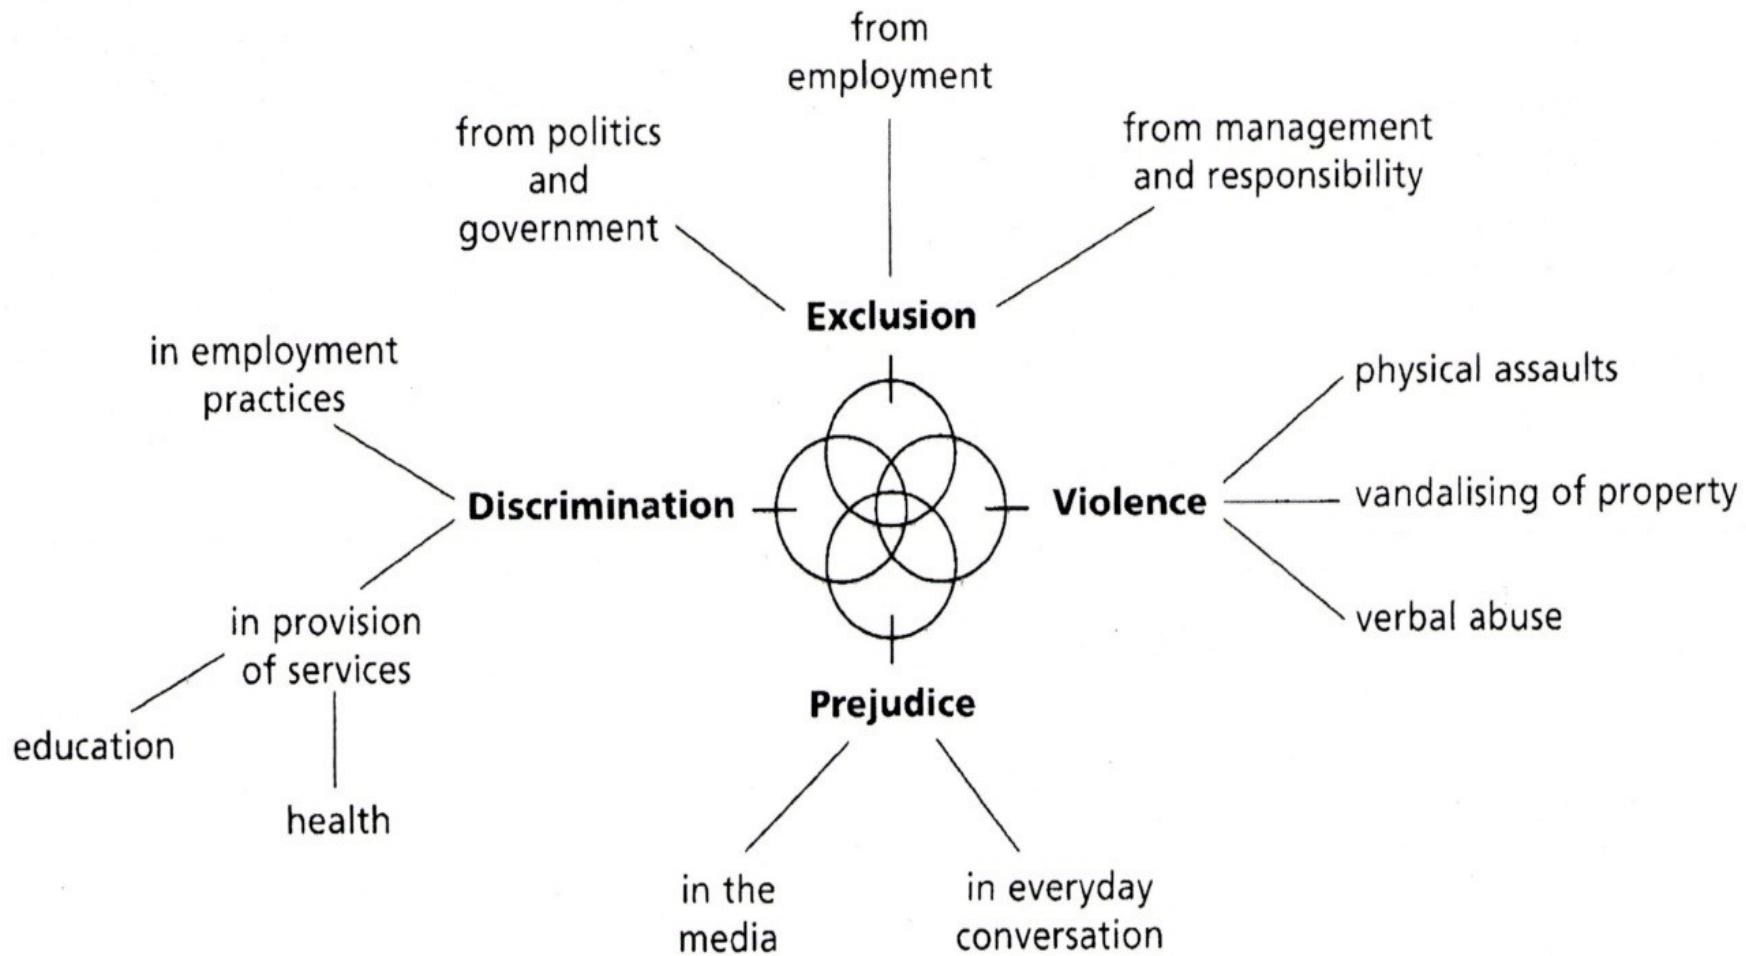 from
employment
from politics
and
government
from management
and responsibility
Exclusion
in employment
practices
physical assaults
Discrimination
Violence
vandalising of property
in provision
of services
verbal abuse
education
health
Prejudice
in the
media
in everyday
conversation